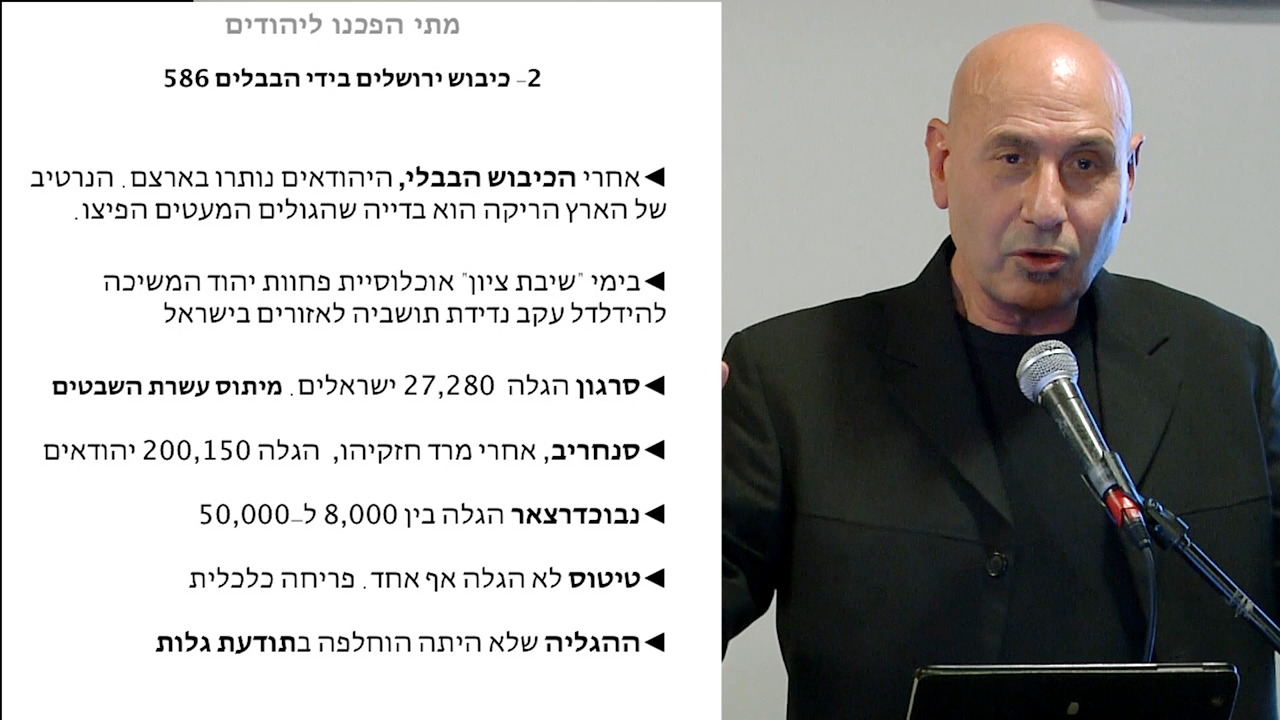 מתי הפכנו ליהודים
2- כיבוש ירושלים בידי הבבלים 586
◄אחרי הכיבוש הבבלי, היהודאים נותרו בארצם. הנרטיב
של הארץ הריקה הוא בדייה שהגולים המעטים הפיצו.
◄בימי "שיבת ציון" אוכלוסיית פחוות יהוד המשיכה
להידלדל עקב נדידת תושביה לאזורים בישראל
◄סרגון הגלה 27,280 ישראלים. מיתוס עשרת השבטים
◄סנחריב, אחרי מרד חזקיהו, הגלה 200,150 יהודאים
◄נבוכדרצאר הגלה בין 8,000 ל-50,000
◄טיטוס לא הגלה אף אחד. פריחה כלכלית
◄ההגליה שלא היתה הוחלפה בתודעת גלות